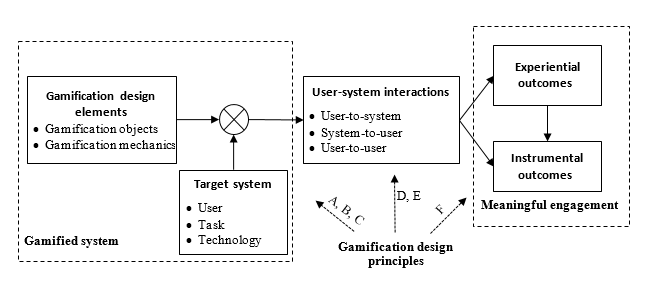 Gamification design
elements
• Gamification objects
• Gamification mechanics
Target system
• User
• Task
• Technology
Gamified system
User-system interactions
• User-to-system
• System-to-user
• User-to-user
Experiential
outcomes
Instrumental
outcomes
Meaningful engagement
A, B, C
D, E
F
Gamification design
principles